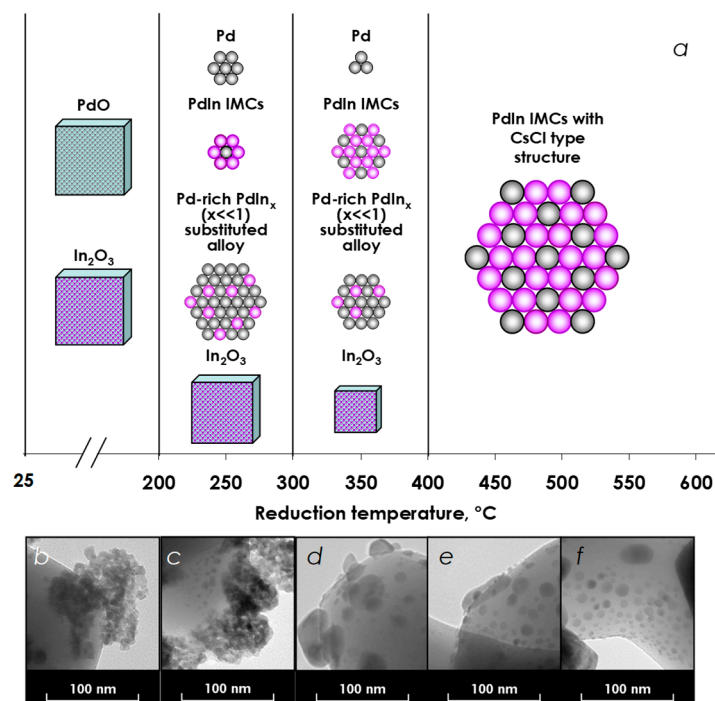 a
PdO
In₂O₃
Pd
PdIn IMCs
Pd-rich PdInₓ
(x<<1)
substituted
alloy
In₂O₃
Pd
PdIn IMCs
Pd-rich PdInₓ
(x<<1)
substituted
alloy
In₂O₃
PdIn IMCs with
CsCl type
structure
25 200 250 300 350 400 450 500 550 600
Reduction temperature, °C
b c d e f
100 nm 100 nm 100 nm 100 nm 100 nm